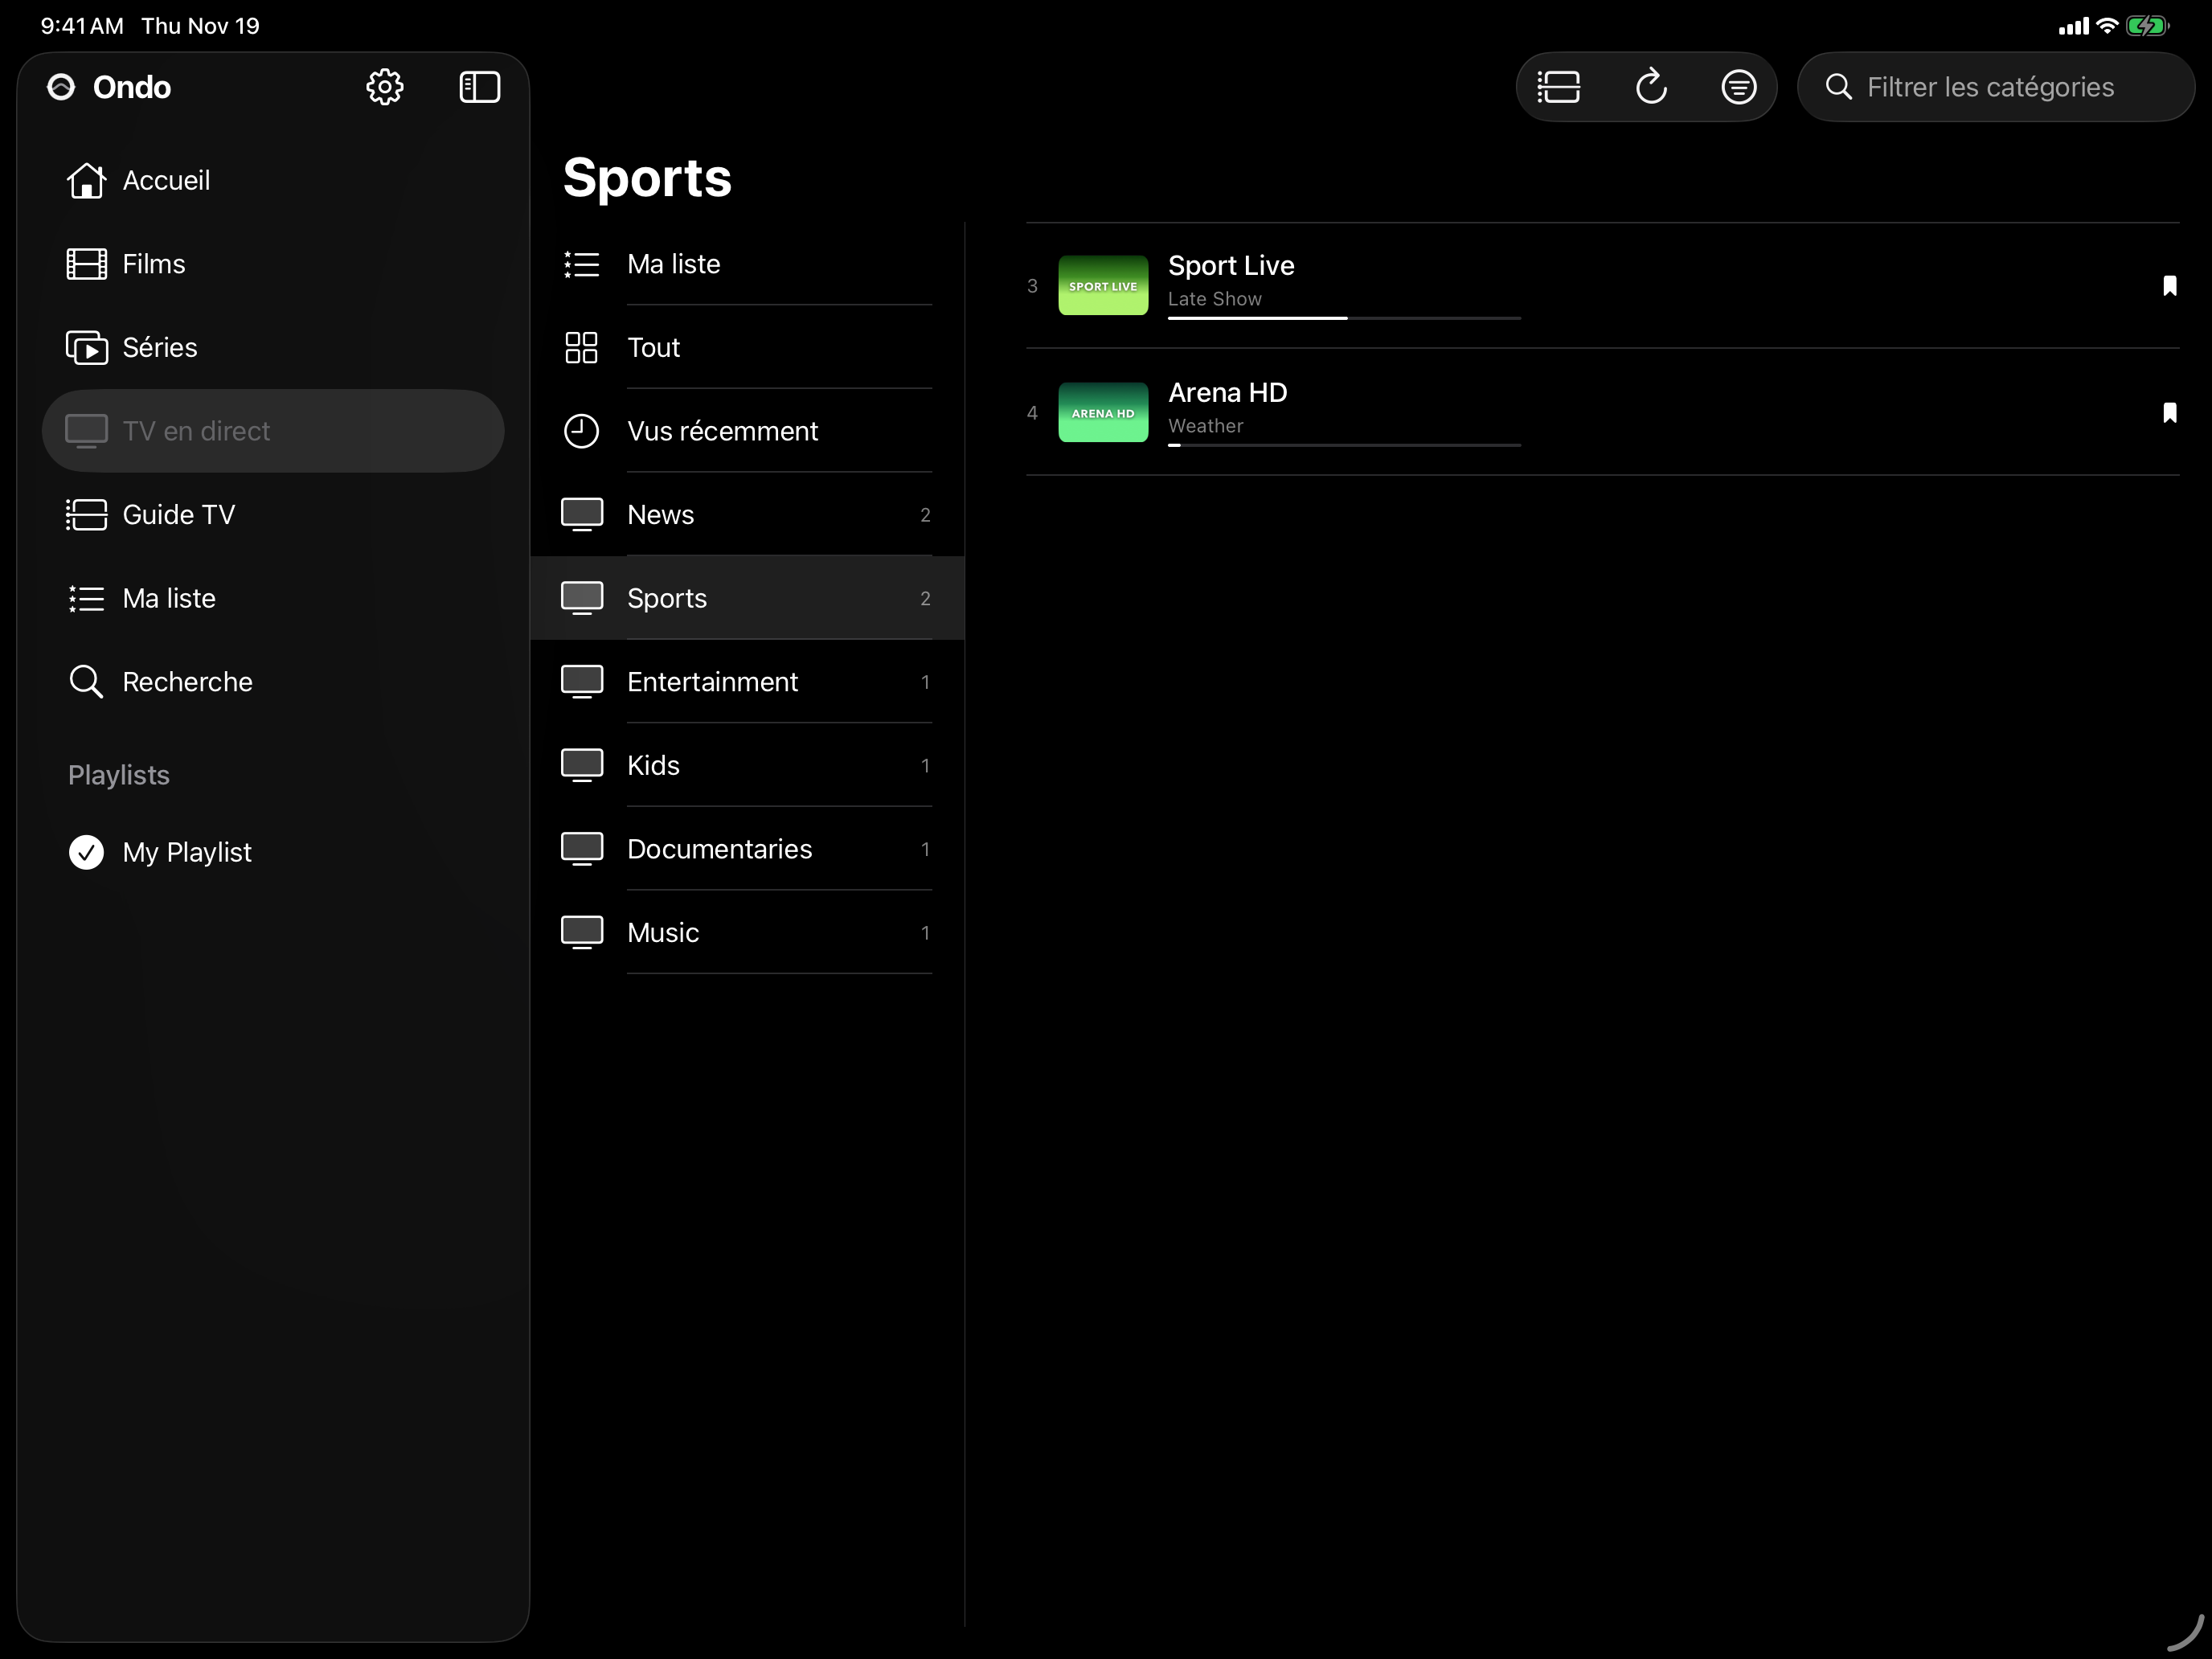 9:41 AM Thu Nov 19
Ondo
Accueil
Films
Séries
TV en direct
Guide TV
Ma liste
Recherche
Playlists
My Playlist
Filtrer les catégories
Sports
Ma liste
Tout
Vus récemment
News 2
Sports 2
Entertainment 1
Kids 1
Documentaries 1
Music 1
3
SPORT LIVE
Sport Live
Late Show
4
ARENA HD
Arena HD
Weather